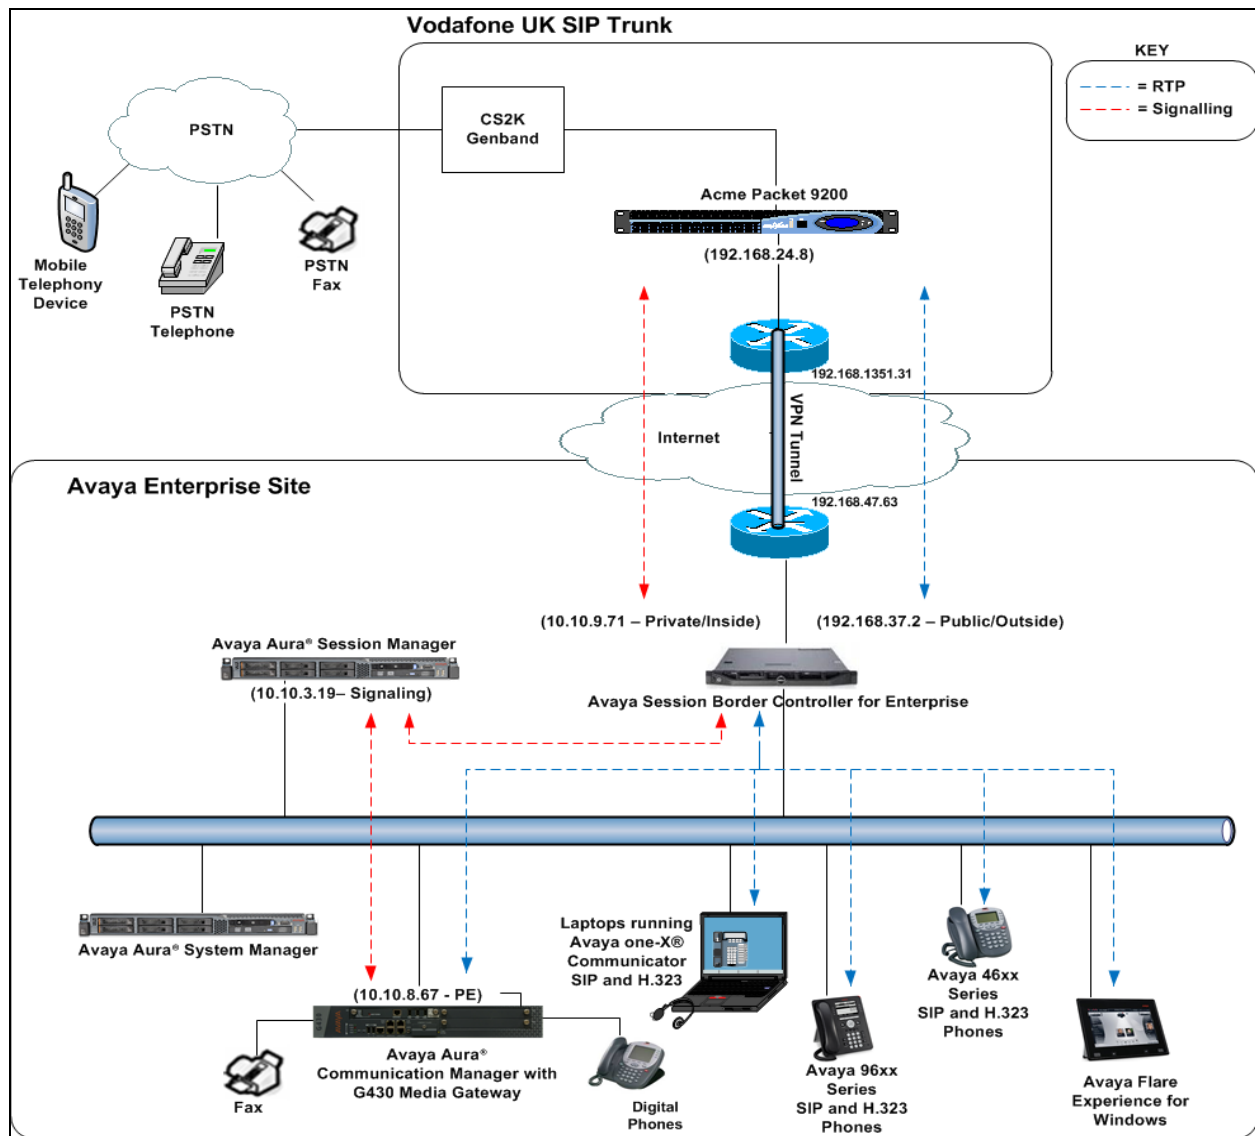 Vodafone UK SIP Trunk
KEY
= RTP
= Signalling
PSTN
CS2K
Genband
Acme Packet 9200
(192.168.24.8)
Mobile
Telephony
Device
PSTN
Telephone
PSTN
Fax
192.168.1351.31
VPN Tunnel
Internet
192.168.47.63
Avaya Enterprise Site
(10.10.9.71 – Private/Inside)
(192.168.37.2 – Public/Outside)
Avaya Aura® Session Manager
(10.10.3.19– Signaling)
Avaya Session Border Controller for Enterprise
Avaya Aura® System Manager
Laptops running
Avaya one-X®
Communicator
SIP and H.323
Avaya 46xx
Series
SIP and H.323
Phones
(10.10.8.67 - PE)
Fax
Avaya Aura®
Communication Manager with
G430 Media Gateway
Digital
Phones
Avaya 96xx
Series
SIP and H.323
Phones
Avaya Flare
Experience for
Windows